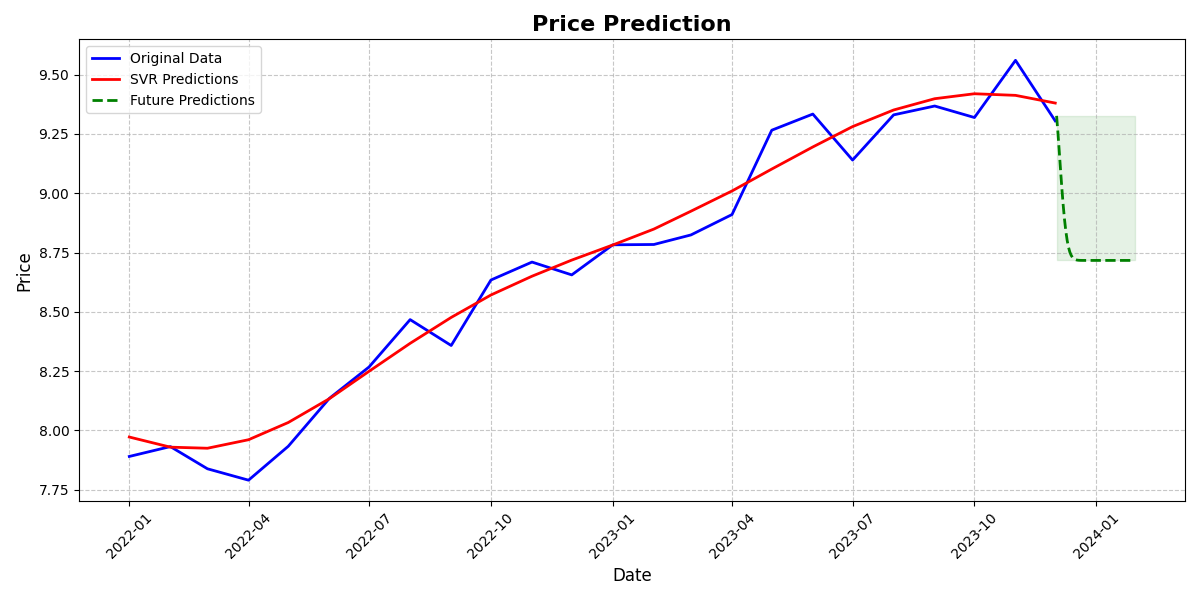 Price Prediction
Original Data
SVR Predictions
Future Predictions
Price
9.50
9.25
9.00
8.75
8.50
8.25
8.00
7.75
2022-01
2022-04
2022-07
2022-10
2023-01
2023-04
2023-07
2023-10
2024-01
Date